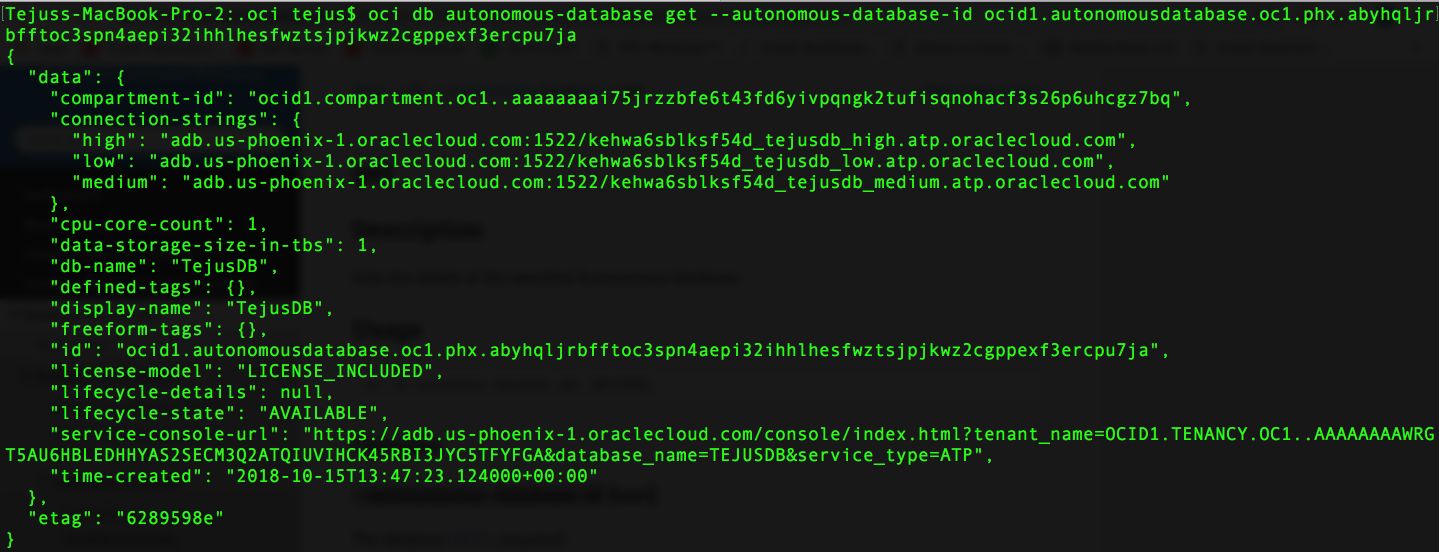 Tejuss-MacBook-Pro-2:.oci tejus$ oci db autonomous-database get --autonomous-database-id ocid1.autonomousdatabase.oc1.phx.abyhqljr
bfftoc3spn4aepi32ihhlhesfwztsjpjkwz2cgppexf3ercpu7ja
{
  "data": {
    "compartment-id": "ocid1.compartment.oc1..aaaaaaaai75jrzzbfe6t43fd6yivpqngk2tufisqnohacf3s26p6uhcgz7bq",
    "connection-strings": {
      "high": "adb.us-phoenix-1.oraclecloud.com:1522/kehwa6sblksf54d_tejusdb_high.atp.oraclecloud.com",
      "low": "adb.us-phoenix-1.oraclecloud.com:1522/kehwa6sblksf54d_tejusdb_low.atp.oraclecloud.com",
      "medium": "adb.us-phoenix-1.oraclecloud.com:1522/kehwa6sblksf54d_tejusdb_medium.atp.oraclecloud.com"
    },
    "cpu-core-count": 1,
    "data-storage-size-in-tbs": 1,
    "db-name": "TejusDB",
    "defined-tags": {},
    "display-name": "TejusDB",
    "freeform-tags": {},
    "id": "ocid1.autonomousdatabase.oc1.phx.abyhqljrbfftoc3spn4aepi32ihhlhesfwztsjpjkwz2cgppexf3ercpu7ja",
    "license-model": "LICENSE_INCLUDED",
    "lifecycle-details": null,
    "lifecycle-state": "AVAILABLE",
    "service-console-url": "https://adb.us-phoenix-1.oraclecloud.com/console/index.html?tenant_name=OCID1.TENANCY.OC1..AAAAAAAAWRG
T5AU6HBLEDHHYAS2SECM3Q2ATQIUVIHCK45RBI3JYC5TFYFGA&database_name=TEJUSDB&service_type=ATP",
    "time-created": "2018-10-15T13:47:23.124000+00:00"
  },
  "etag": "6289598e"
}